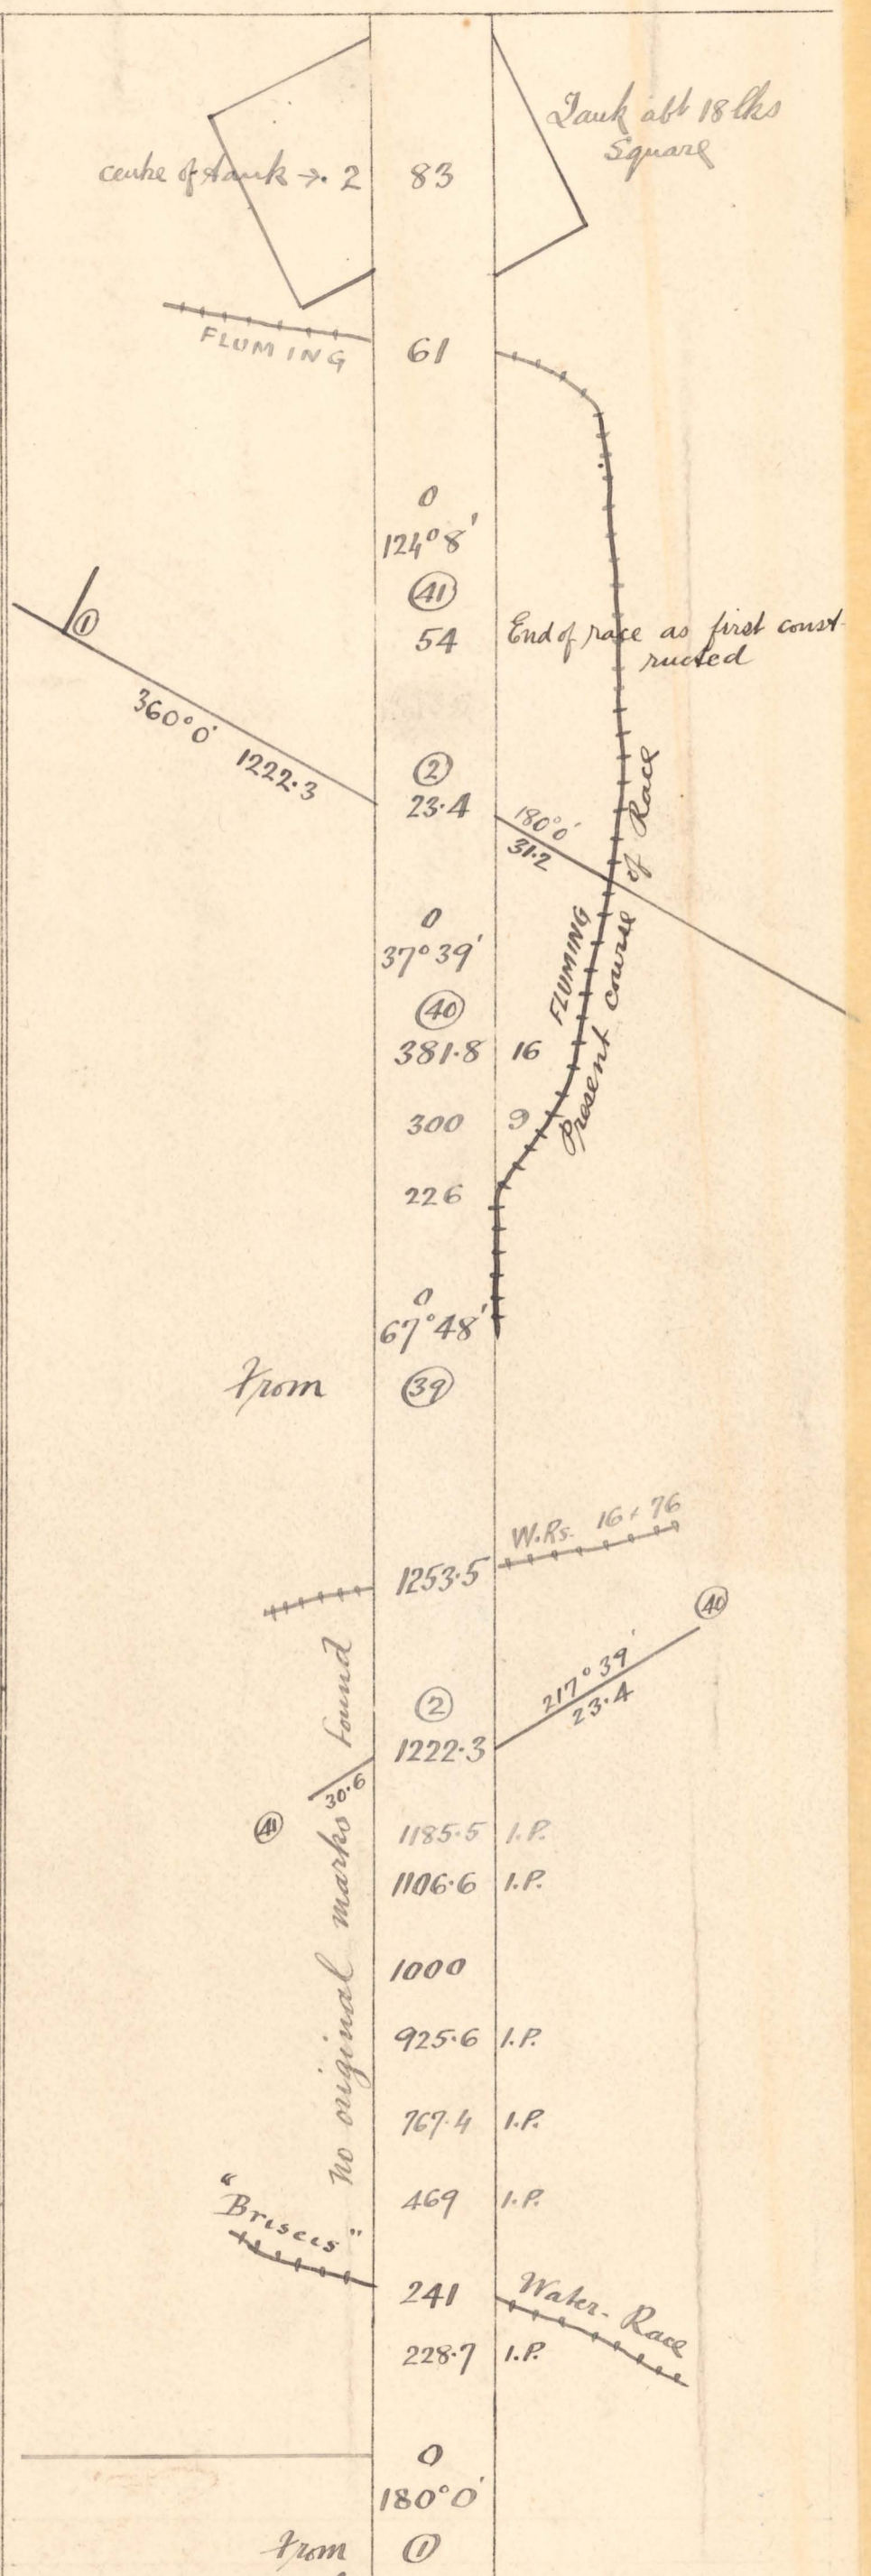 Tank abt 18 lks
Square
centre of tank → 2 83
FLUMING
61
0
124°8'
41
54 End of race as first const-
ructed
1
360°0' 1222.3
2
23.4
180°0'
31.2
0
37°39'
40
381.8 16
300 9
226
FLUMING
Present course of Race
0
67°48'
From 39
W.Rs. 16 + 76
1253.5
40
217°39'
23.4
2
1222.3
30.6
41
no original marks found
1185.5 I.P.
1106.6 I.P.
1000
925.6 I.P.
767.4 I.P.
469 I.P.
"Briseis"
241 Water-Race
228.7 I.P.
0
180°0'
From 1